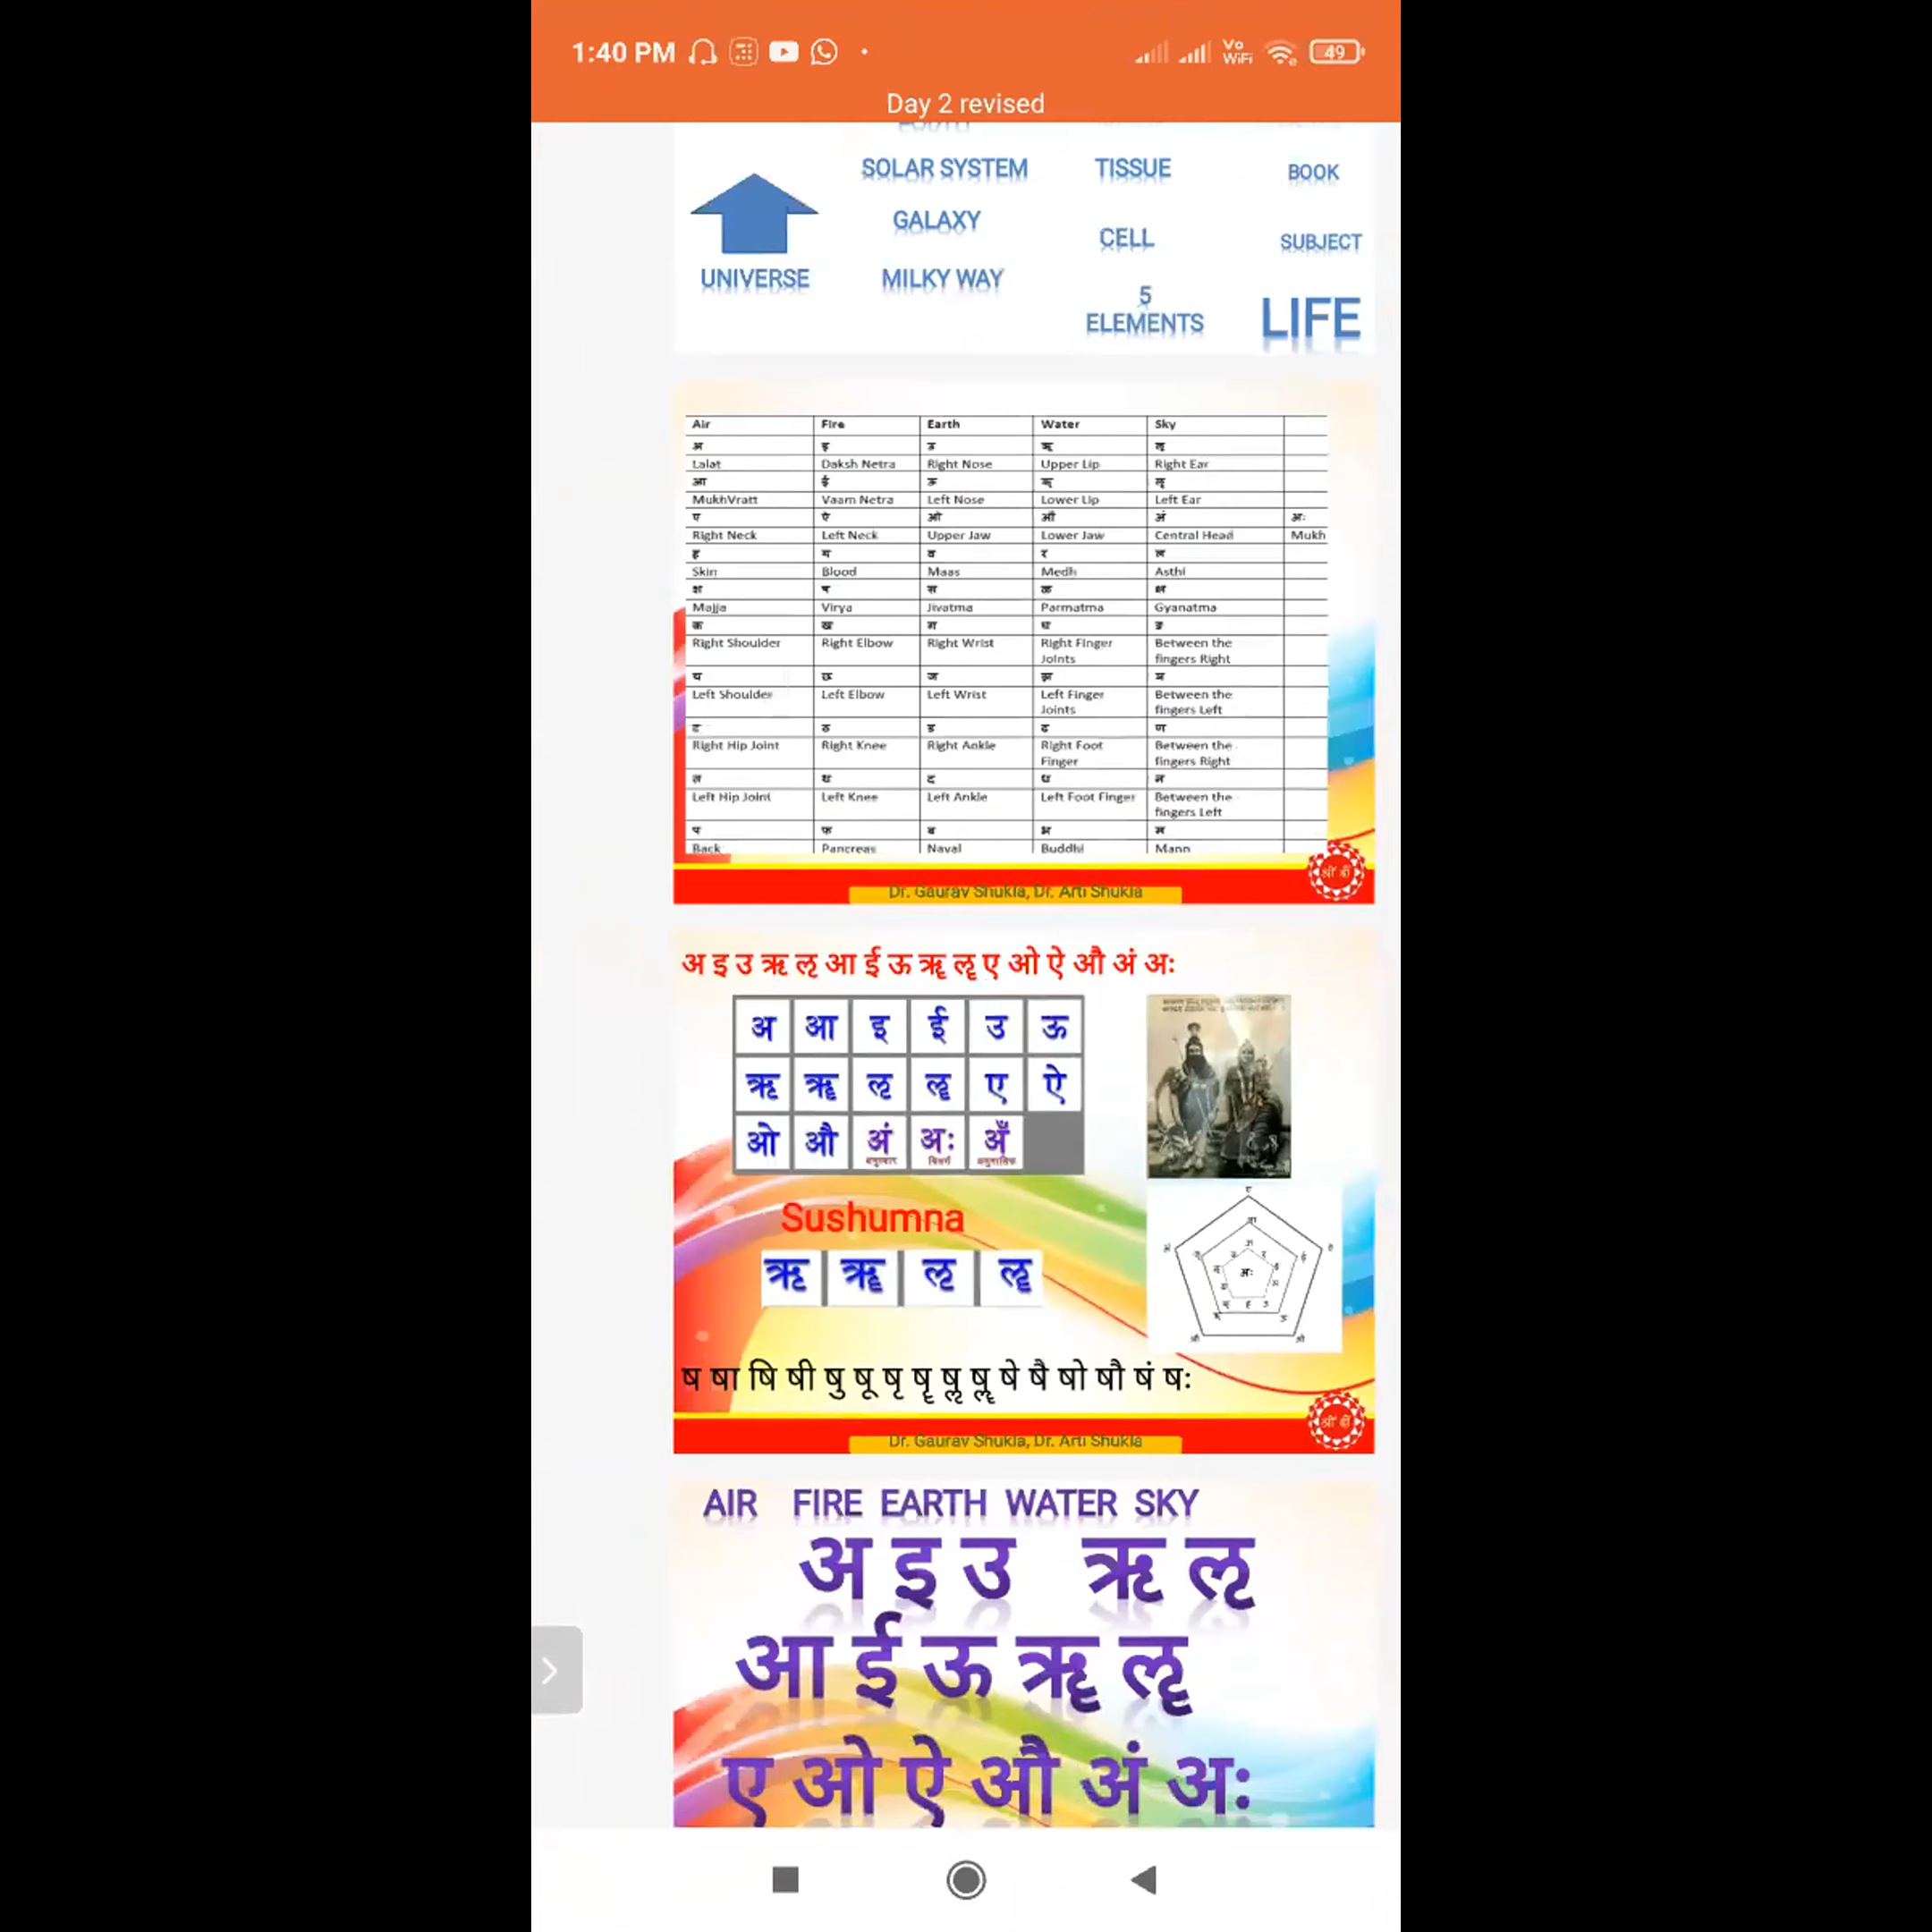 1:40 PM
Vo WiFi
49
Day 2 revised
SOLAR SYSTEM TISSUE BOOK
GALAXY CELL SUBJECT
UNIVERSE MILKY WAY
5 ELEMENTS LIFE
Air Fire Earth Water Sky
अ इ उ ऋ ऌ
Lalat Daksh Netra Right Nose Upper Lip Right Ear
आ ई ऊ ॠ ॡ
MukhVratt Vaam Netra Left Nose Lower Lip Left Ear
ए ऐ ओ औ अं अः
Right Neck Left Neck Upper Jaw Lower Jaw Central Head Mukh
ह य व र ल
Skin Blood Maas Medh Asthi
श ष स ळ क्ष
Majja Virya Jivatma Parmatma Gyanatma
क ख ग घ ङ
Right Shoulder Right Elbow Right Wrist Right Finger Joints Between the fingers Right
च छ ज झ ञ
Left Shoulder Left Elbow Left Wrist Left Finger Joints Between the fingers Left
ट ठ ड ढ ण
Right Hip Joint Right Knee Right Ankle Right Foot Finger Between the fingers Right
त थ द ध न
Left Hip Joint Left Knee Left Ankle Left Foot Finger Between the fingers Left
प फ ब भ म
Back Pancreas Naval Buddhi Mann
Dr. Gaurav Shukla, Dr. Arti Shukla
अ इ उ ऋ ऌ आ ई ऊ ॠ ॡ ए ओ ऐ औ अं अः
अ आ इ ई उ ऊ
ऋ ॠ ऌ ॡ ए ऐ
ओ औ अं अः अँ
अनुस्वार विसर्ग अनुनासिक
Sushumna
ऋ ॠ ऌ ॡ
ष षा षि षी षु षू षृ षॄ षॢ षॣ षे षै षो षौ षं षः
Dr. Gaurav Shukla, Dr. Arti Shukla
AIR FIRE EARTH WATER SKY
अ इ उ ऋ ऌ
आ ई ऊ ॠ ॡ
ए ओ ऐ औ अं अः